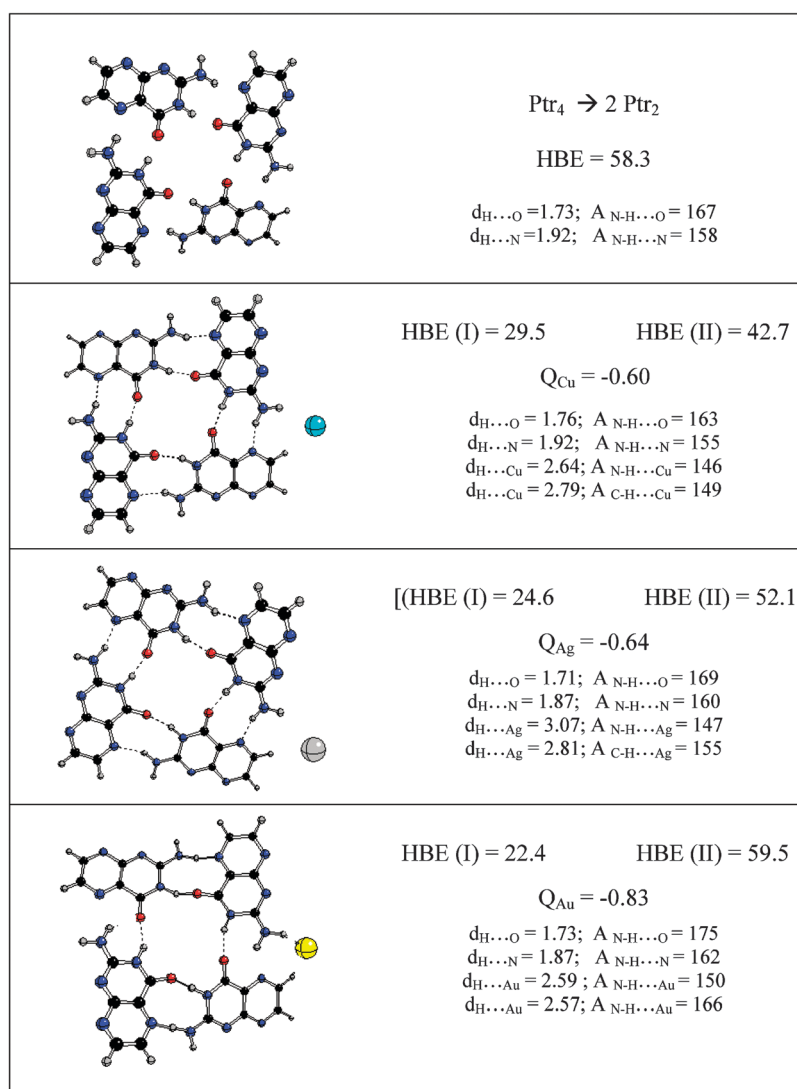 Ptr4 → 2 Ptr2
HBE = 58.3
dH…O =1.73; A N-H…O = 167
dH…N =1.92; A N-H…N = 158
HBE (I) = 29.5 HBE (II) = 42.7
QCu = -0.60
dH…O = 1.76; A N-H…O = 163
dH…N = 1.92; A N-H…N = 155
dH…Cu = 2.64; A N-H…Cu = 146
dH…Cu = 2.79; A C-H…Cu = 149
[(HBE (I) = 24.6 HBE (II) = 52.1
QAg = -0.64
dH…O = 1.71; A N-H…O = 169
dH…N = 1.87; A N-H…N = 160
dH…Ag = 3.07; A N-H…Ag = 147
dH…Ag = 2.81; A C-H…Ag = 155
HBE (I) = 22.4 HBE (II) = 59.5
QAu = -0.83
dH…O = 1.73; A N-H…O = 175
dH…N = 1.87; A N-H…N = 162
dH…Au = 2.59 ; A N-H…Au = 150
dH…Au = 2.57; A N-H…Au = 166